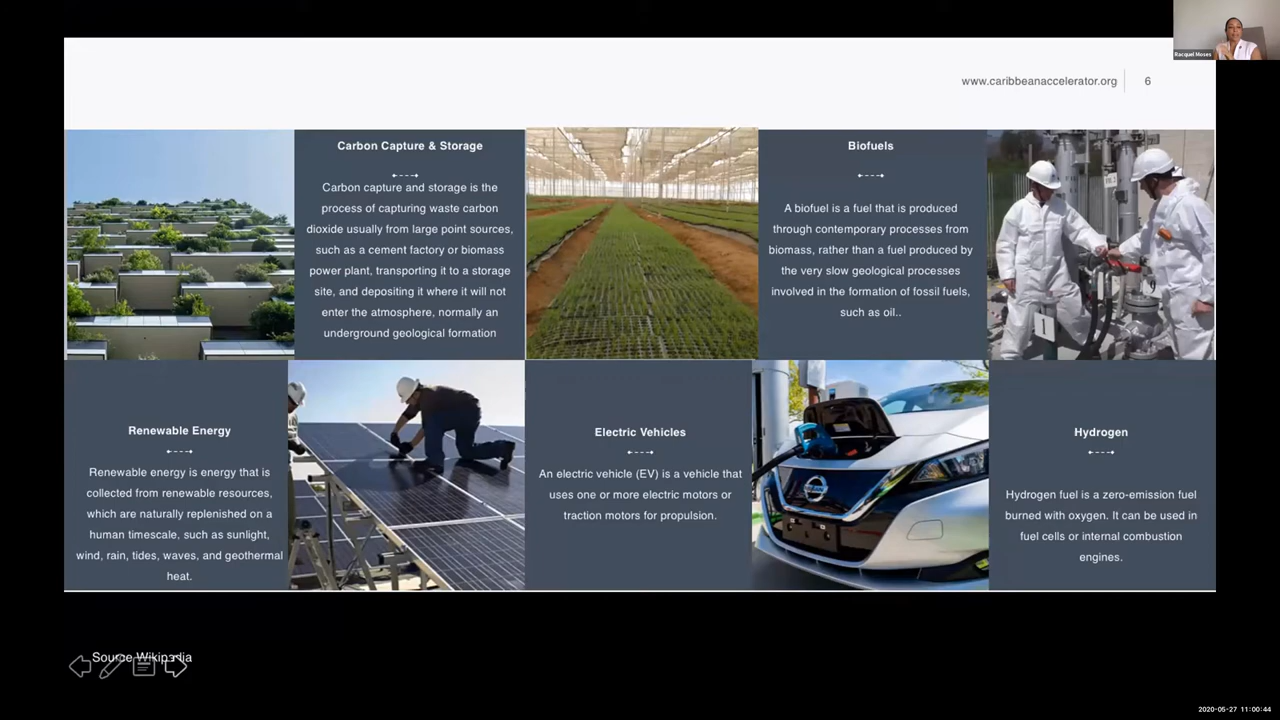 Racquel Moses
www.caribbeanaccelerator.org
6
Carbon Capture & Storage
Carbon capture and storage is the
process of capturing waste carbon
dioxide usually from large point sources,
such as a cement factory or biomass
power plant, transporting it to a storage
site, and depositing it where it will not
enter the atmosphere, normally an
underground geological formation
Biofuels
A biofuel is a fuel that is produced
through contemporary processes from
biomass, rather than a fuel produced by
the very slow geological processes
involved in the formation of fossil fuels,
such as oil..
1
Renewable Energy
Renewable energy is energy that is
collected from renewable resources,
which are naturally replenished on a
human timescale, such as sunlight,
wind, rain, tides, waves, and geothermal
heat.
Electric Vehicles
An electric vehicle (EV) is a vehicle that
uses one or more electric motors or
traction motors for propulsion.
NISSAN
Hydrogen
Hydrogen fuel is a zero-emission fuel
burned with oxygen. It can be used in
fuel cells or internal combustion
engines.
Source Wikipedia
2020-05-27 11:00:44